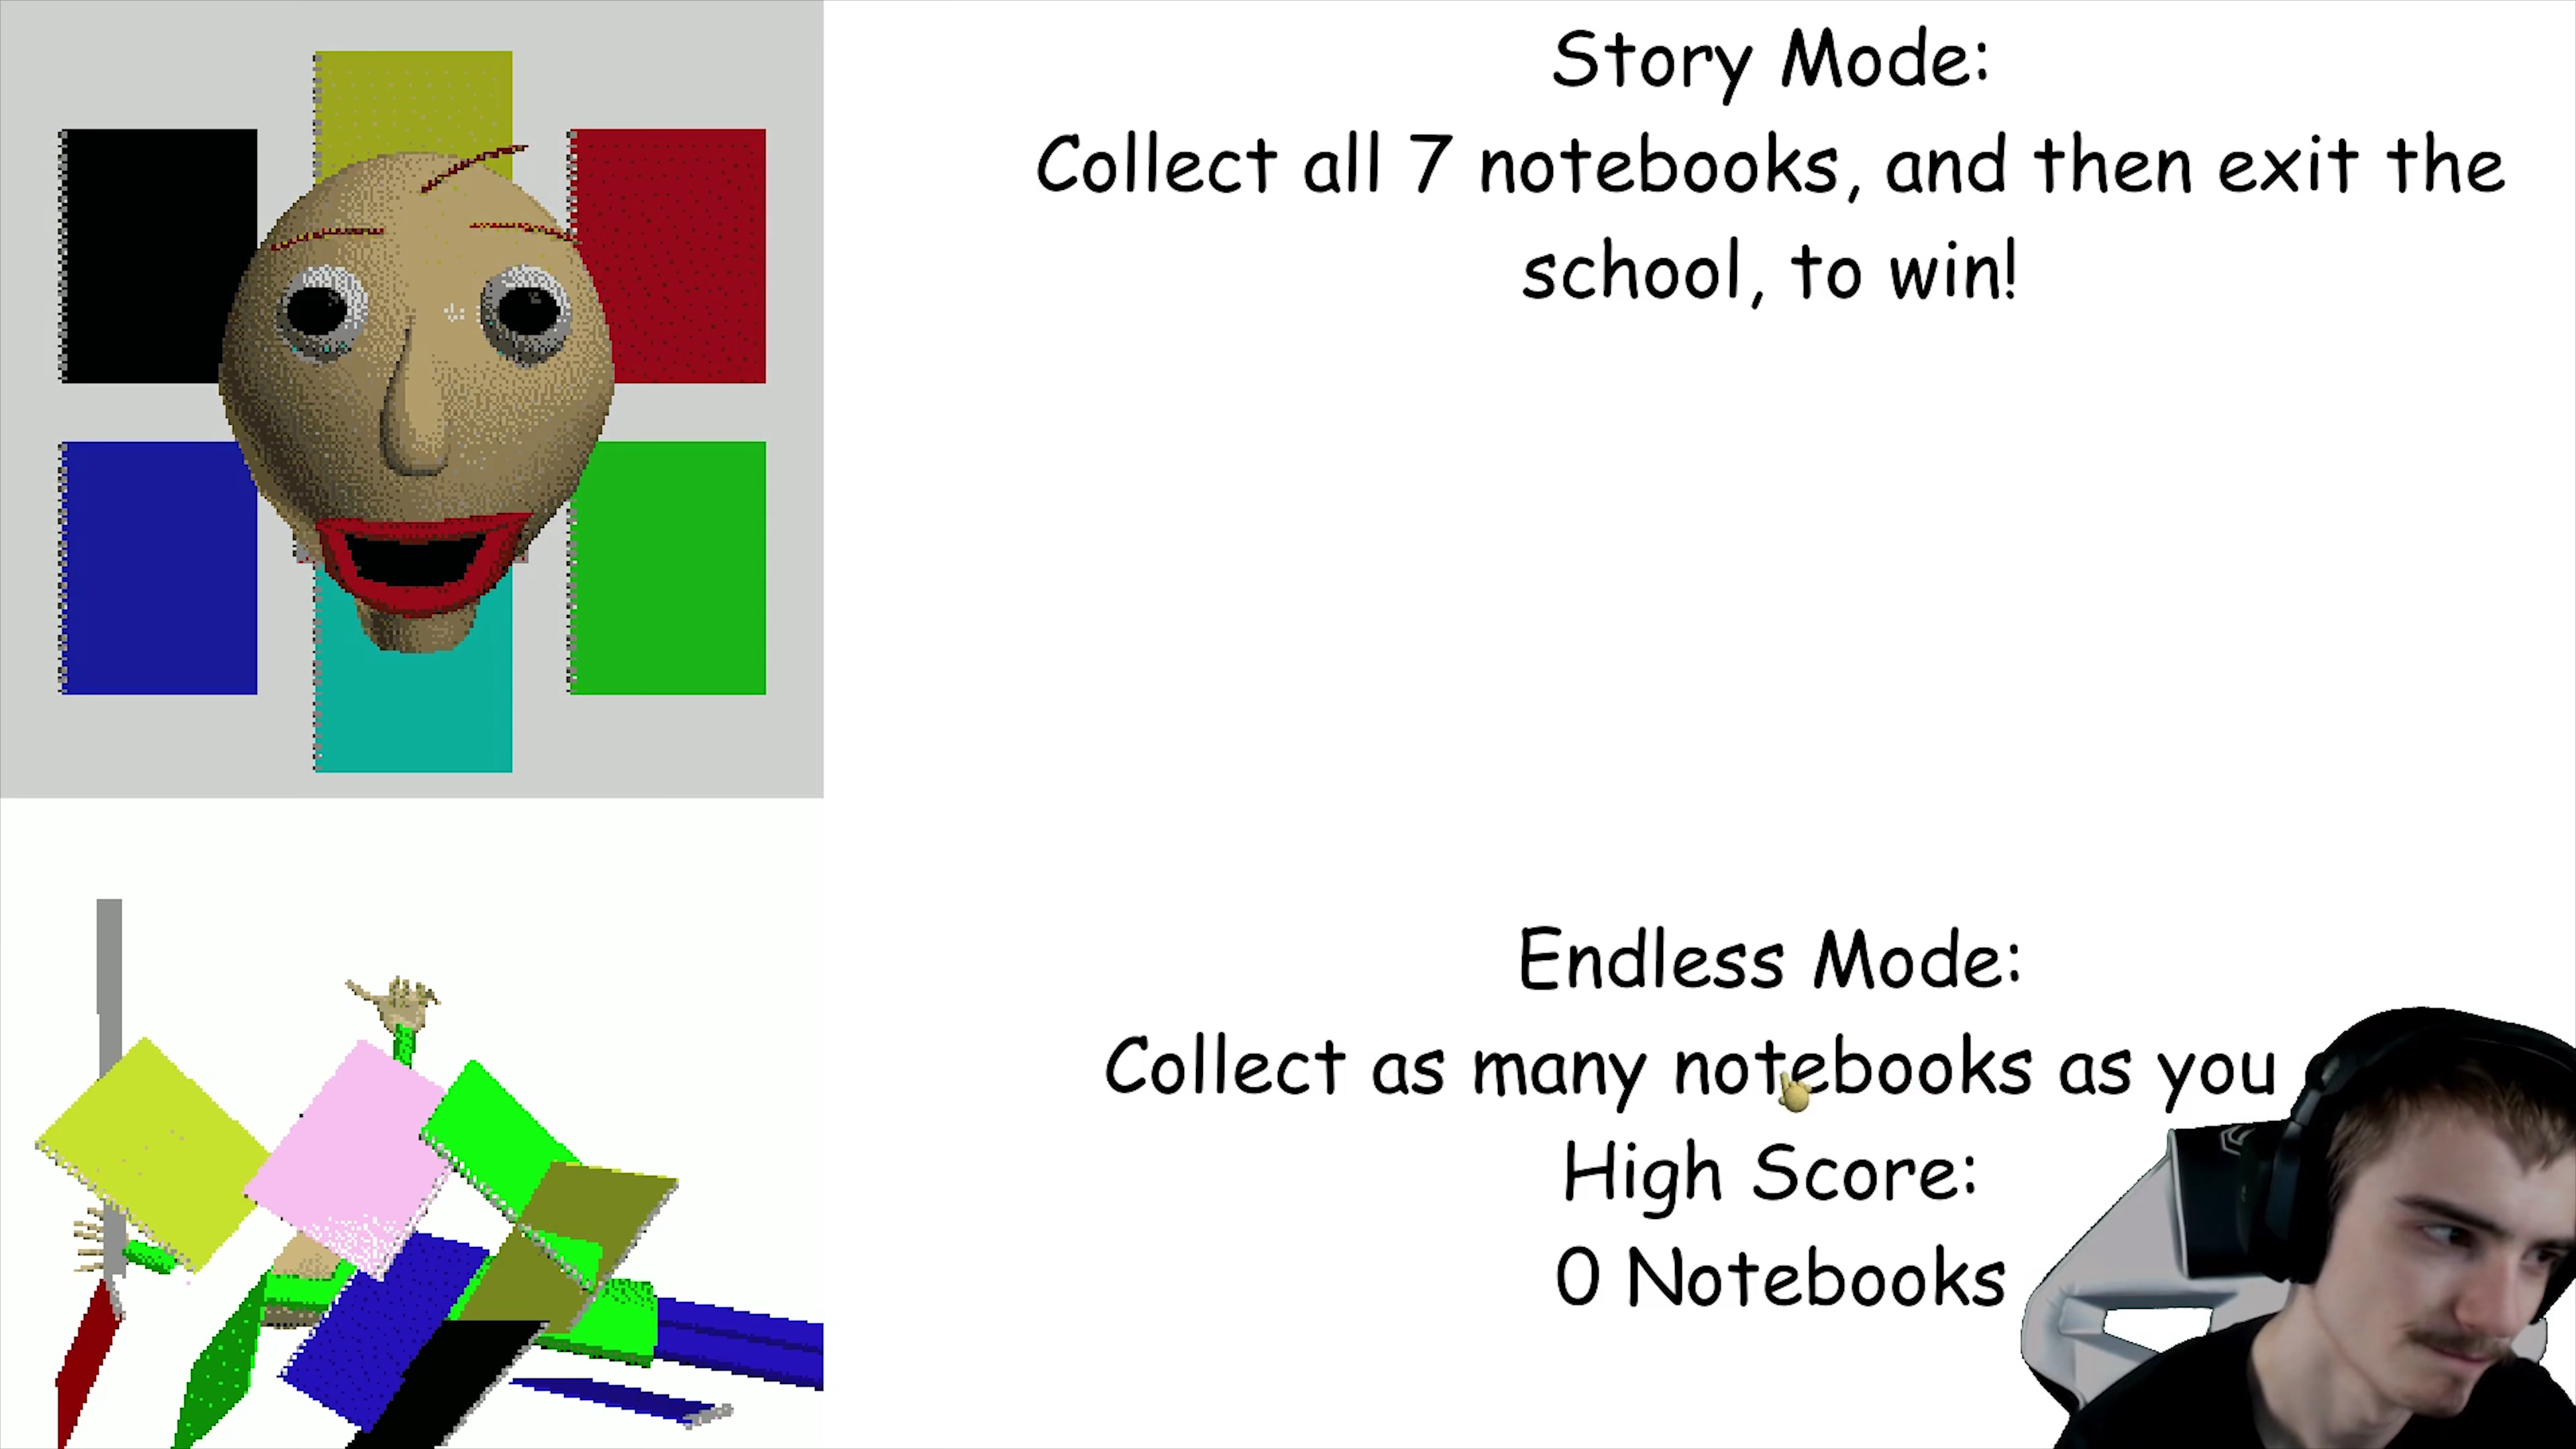 Story Mode:
Collect all 7 notebooks, and then exit the
school, to win!
Endless Mode:
Collect as many notebooks as you
High Score:
0 Notebooks